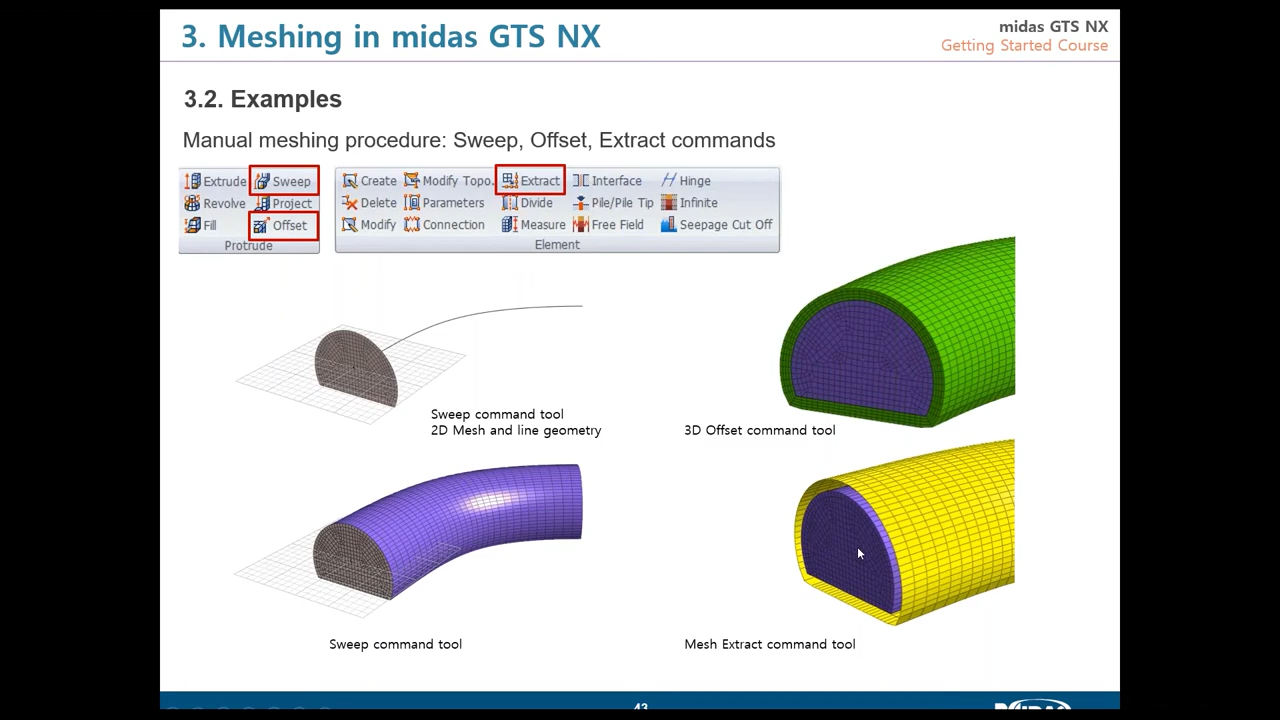 3. Meshing in midas GTS NX
midas GTS NX
Getting Started Course
3.2. Examples
Manual meshing procedure: Sweep, Offset, Extract commands
Extrude Sweep
Revolve Project
Fill Offset
Protrude
Create Modify Topo. Extract Interface Hinge
Delete Parameters Divide Pile/Pile Tip Infinite
Modify Connection Measure Free Field Seepage Cut Off
Element
Sweep command tool
2D Mesh and line geometry
3D Offset command tool
Sweep command tool
Mesh Extract command tool
43
MIDAS